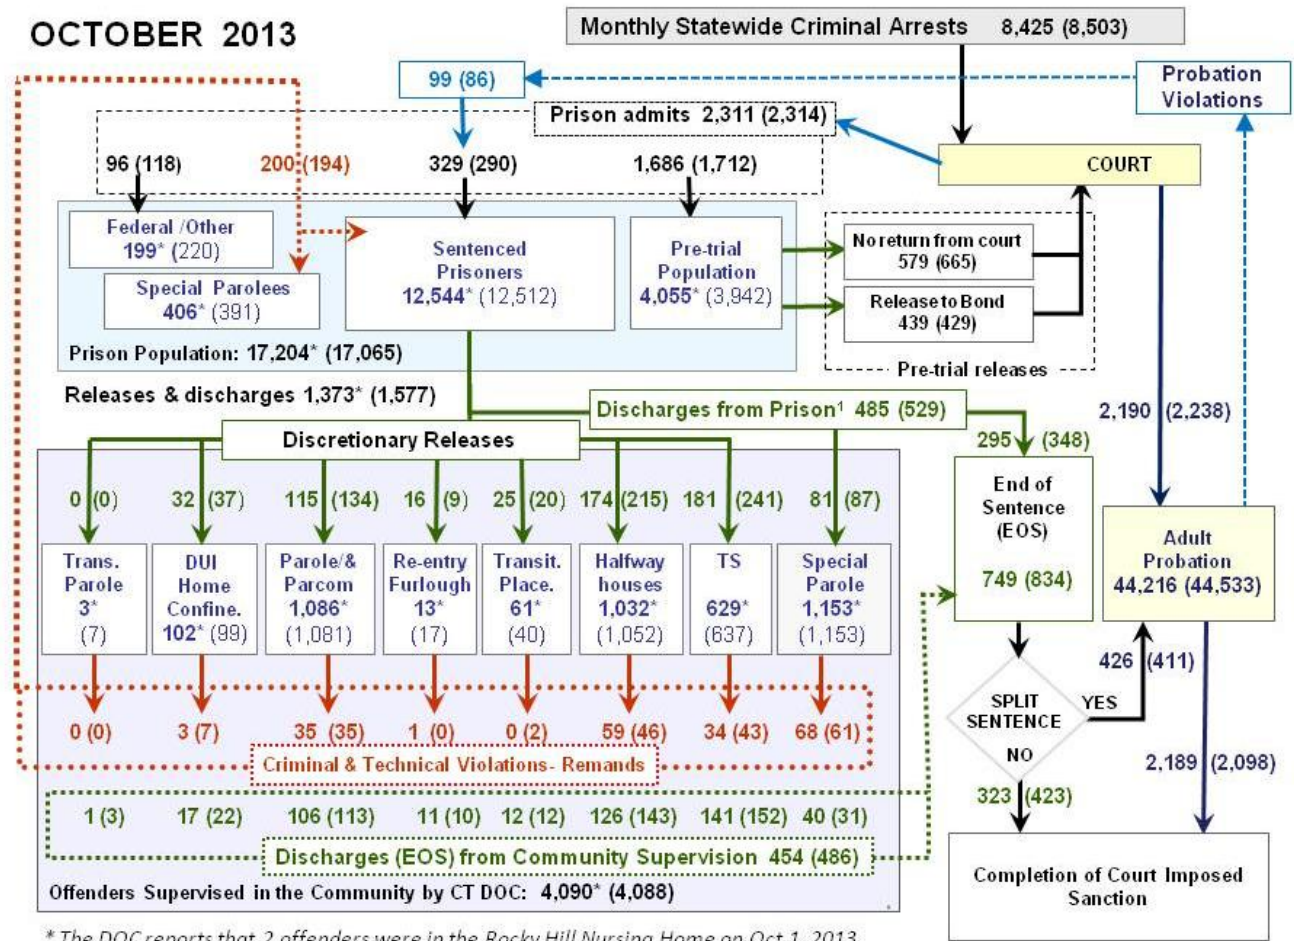 OCTOBER 2013
Monthly Statewide Criminal Arrests 8,425 (8,503)
99 (86)
Probation
Violations
Prison admits 2,311 (2,314)
96 (118)
200 (194)
329 (290)
1,686 (1,712)
COURT
Federal /Other
199* (220)
Special Parolees
406* (391)
Sentenced
Prisoners
12,544* (12,512)
Pre-trial
Population
4,055* (3,942)
No return from court
579 (665)
Release to Bond
439 (429)
Pre-trial releases
Prison Population: 17,204* (17,065)
Releases & discharges 1,373* (1,577)
Discharges from Prison¹ 485 (529)
2,190 (2,238)
Discretionary Releases
295 (348)
0 (0)
32 (37)
115 (134)
16 (9)
25 (20)
174 (215)
181 (241)
81 (87)
End of
Sentence
(EOS)
749 (834)
Adult
Probation
44,216 (44,533)
Trans.
Parole
3*
(7)
DUI
Home
Confine.
102* (99)
Parole/&
Parcom
1,086*
(1,081)
Re-entry
Furlough
13*
(17)
Transit.
Place.
61*
(40)
Halfway
houses
1,032*
(1,052)
TS
629*
(637)
Special
Parole
1,153*
(1,153)
426 (411)
SPLIT
SENTENCE
YES
NO
0 (0)
3 (7)
35 (35)
1 (0)
0 (2)
59 (46)
34 (43)
68 (61)
Criminal & Technical Violations- Remands
2,189 (2,098)
323 (423)
1 (3)
17 (22)
106 (113)
11 (10)
12 (12)
126 (143)
141 (152)
40 (31)
Discharges (EOS) from Community Supervision 454 (486)
Offenders Supervised in the Community by CT DOC: 4,090* (4,088)
Completion of Court Imposed
Sanction
* The DOC reports that 2 offenders were in the Rocky Hill Nursing Home on Oct 1, 2013